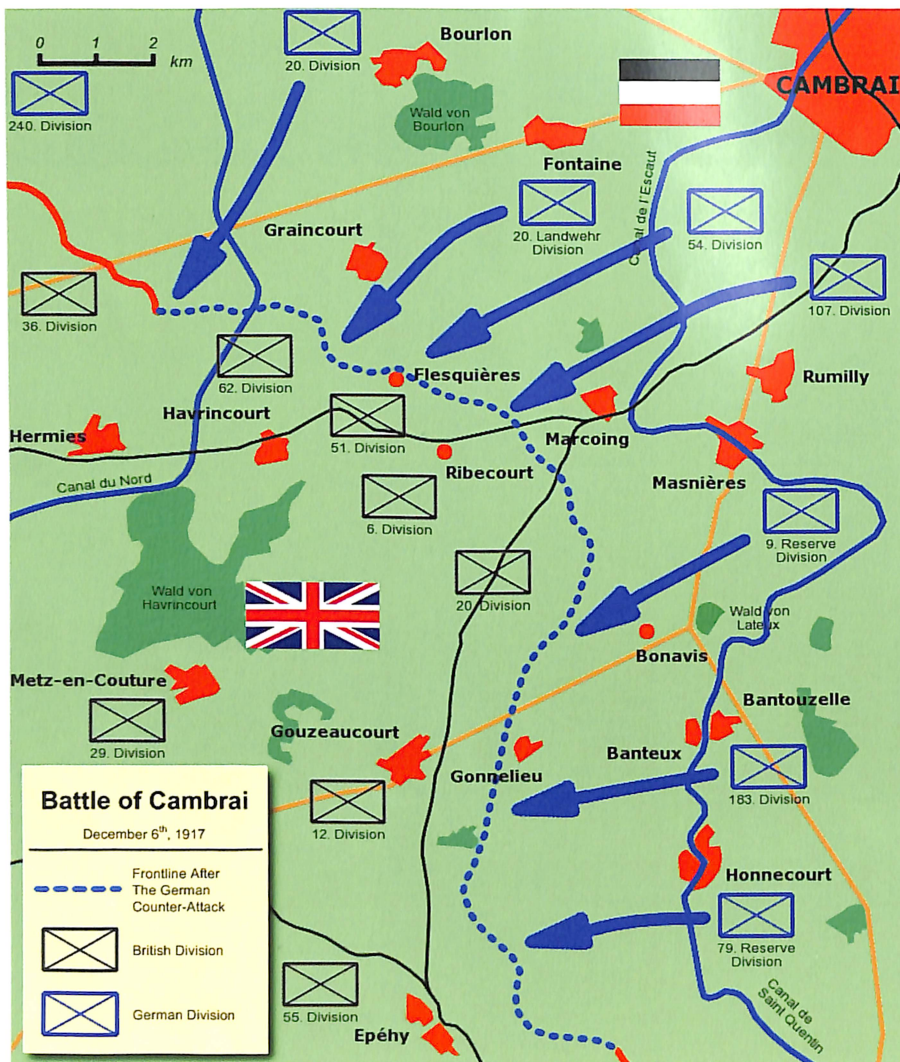 0 1 2
km
Bourlon
20. Division
240. Division
CAMBRAI
Wald von
Bourlon
Fontaine
Canal de l'Escaut
20. Landwehr
Division
54. Division
Graincourt
36. Division
107. Division
62. Division
Flesquières
Rumilly
Havrincourt
Hermies
51. Division
Marcoing
Ribecourt
Masnières
Canal du Nord
6. Division
9. Reserve
Division
20. Division
Wald von
Havrincourt
Wald von
Lateux
Bonavis
Metz-en-Couture
29. Division
Gouzeaucourt
Bantouzelle
Banteux
Gonnelieu
183. Division
12. Division
Honnecourt
79. Reserve
Division
Canal de
Saint Quentin
55. Division
Epéhy
Battle of Cambrai
December 6th, 1917
Frontline After
The German
Counter-Attack
British Division
German Division